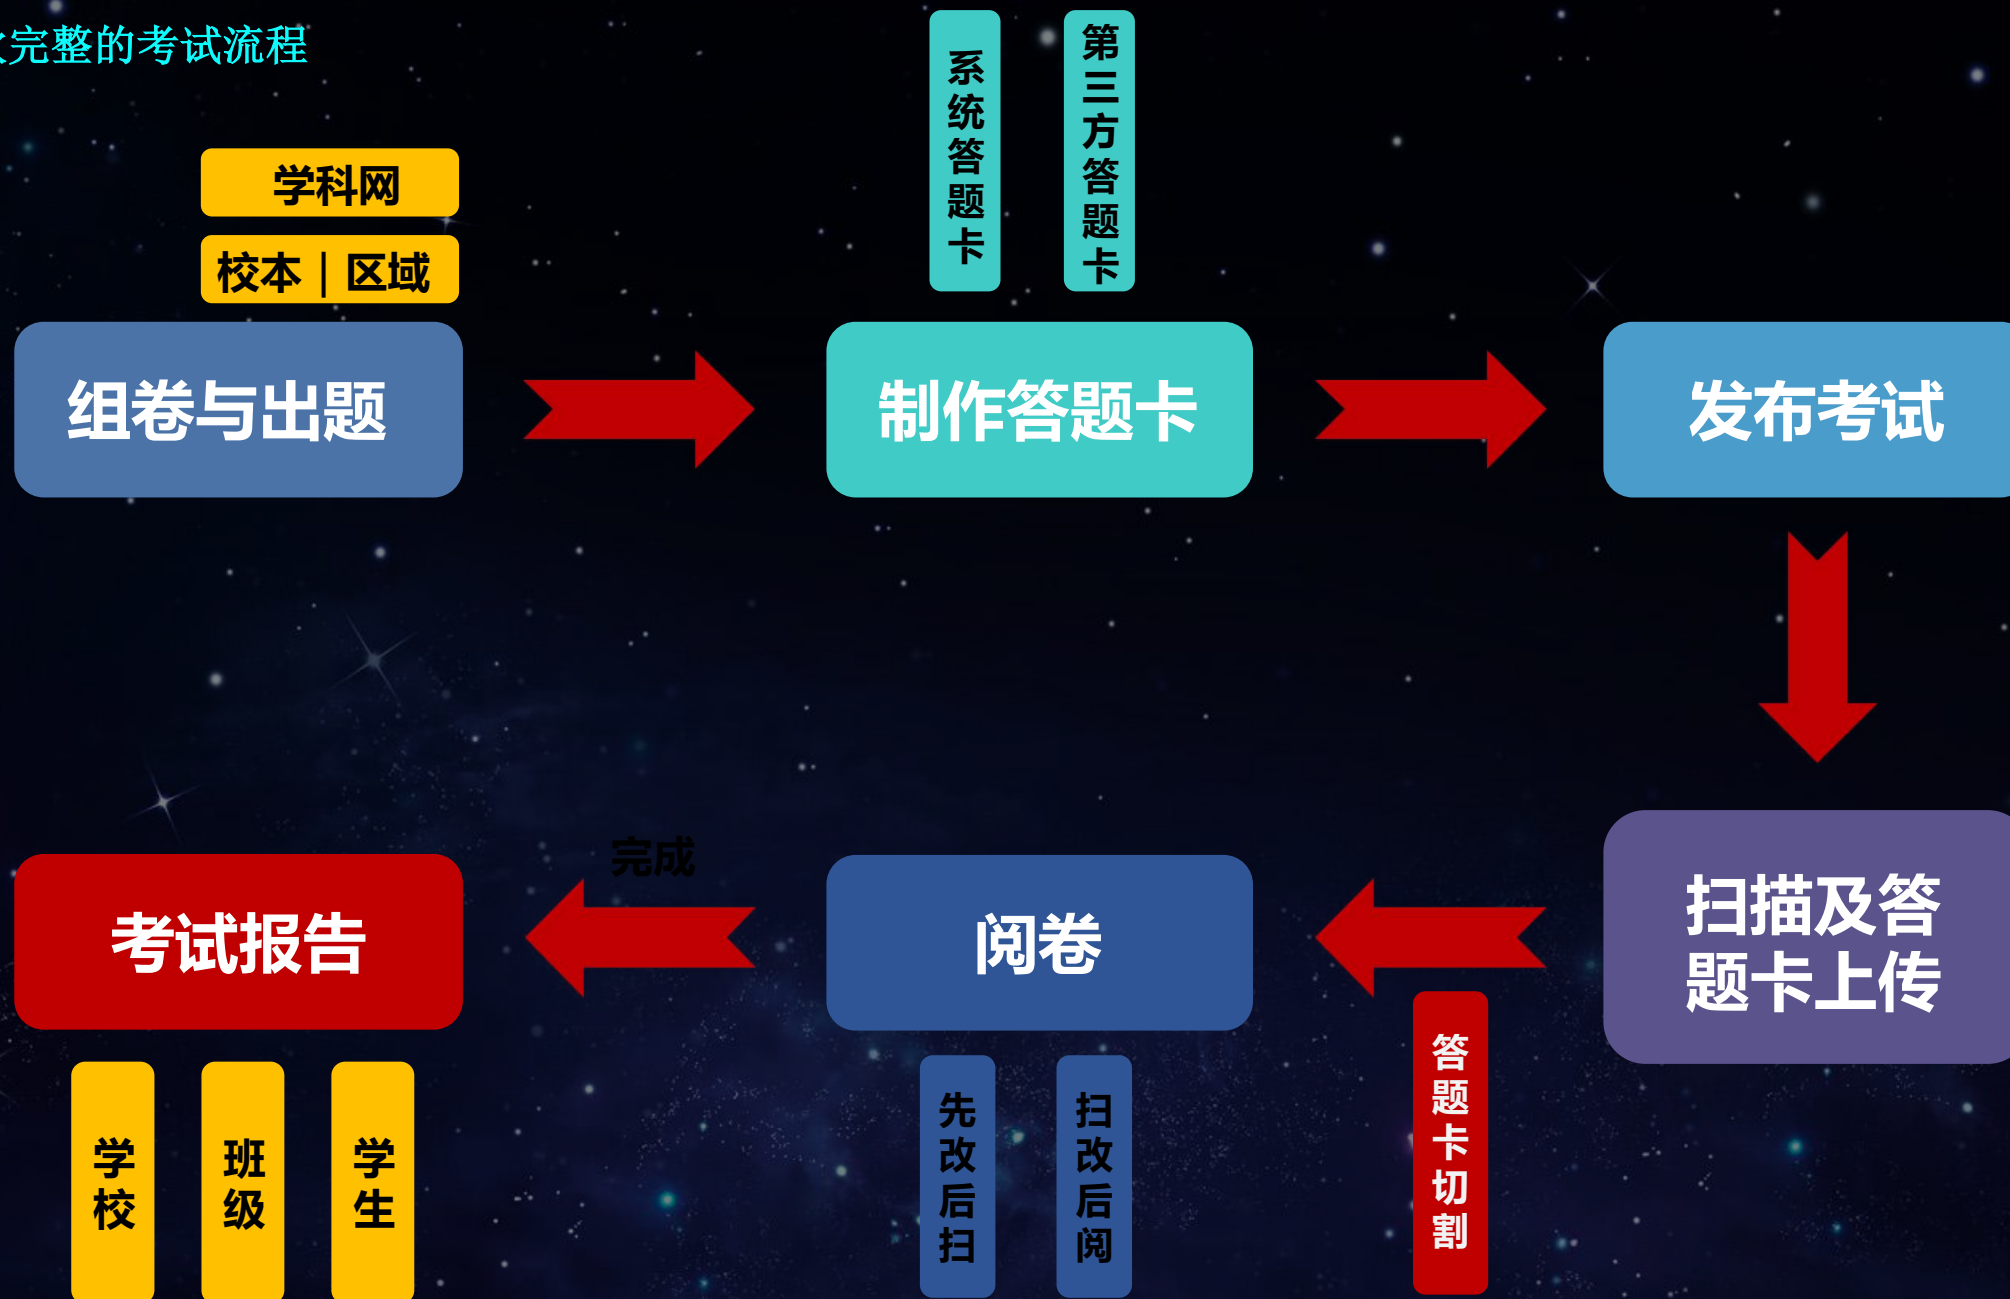 完整的考试流程
学科网
校本｜区域
系统答题卡
第三方答题卡
组卷与出题
制作答题卡
发布考试
扫描及答
题卡上传
完成
阅卷
考试报告
答题卡切割
先改后扫
扫改后阅
学校
班级
学生